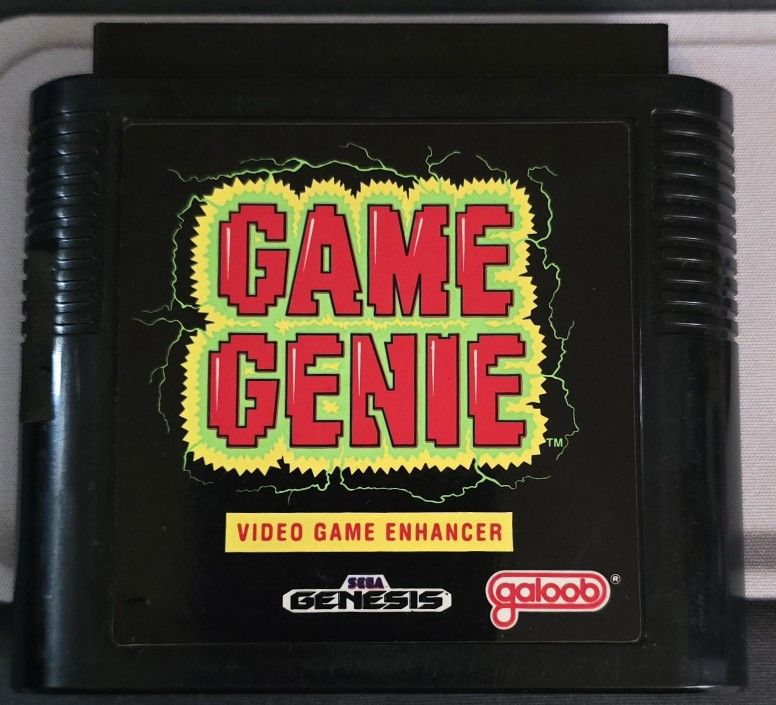 GAME
GENIE
TM
VIDEO GAME ENHANCER
SEGA
GENESIS
galoob®